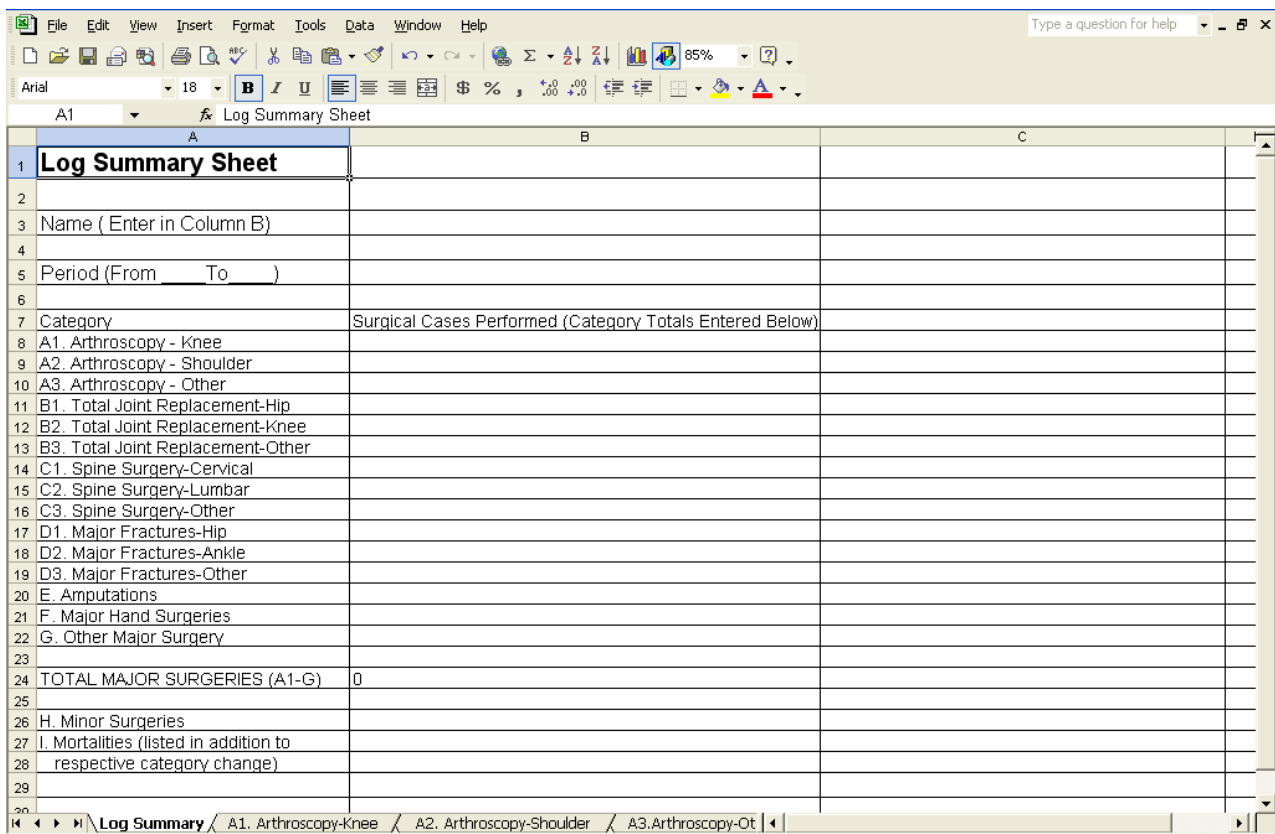 File Edit View Insert Format Tools Data Window Help Type a question for help
85%
Arial 18 B I U $ % ,
A1 fx Log Summary Sheet
A B C
1 Log Summary Sheet
2
3 Name ( Enter in Column B)
4
5 Period (From ____To____)
6
7 Category Surgical Cases Performed (Category Totals Entered Below)
8 A1. Arthroscopy - Knee
9 A2. Arthroscopy - Shoulder
10 A3. Arthroscopy - Other
11 B1. Total Joint Replacement-Hip
12 B2. Total Joint Replacement-Knee
13 B3. Total Joint Replacement-Other
14 C1. Spine Surgery-Cervical
15 C2. Spine Surgery-Lumbar
16 C3. Spine Surgery-Other
17 D1. Major Fractures-Hip
18 D2. Major Fractures-Ankle
19 D3. Major Fractures-Other
20 E. Amputations
21 F. Major Hand Surgeries
22 G. Other Major Surgery
23
24 TOTAL MAJOR SURGERIES (A1-G) 0
25
26 H. Minor Surgeries
27 I. Mortalities (listed in addition to
28 respective category change)
29
Log Summary A1. Arthroscopy-Knee A2. Arthroscopy-Shoulder A3.Arthroscopy-Ot